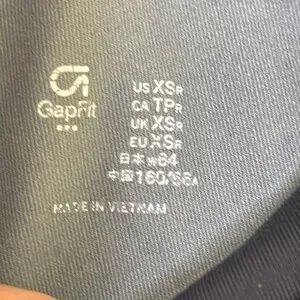 GapFit
US XSR
CA TPR
UK XSR
EU XSR
日本 W64
中国 160/66A
MADE IN VIETNAM